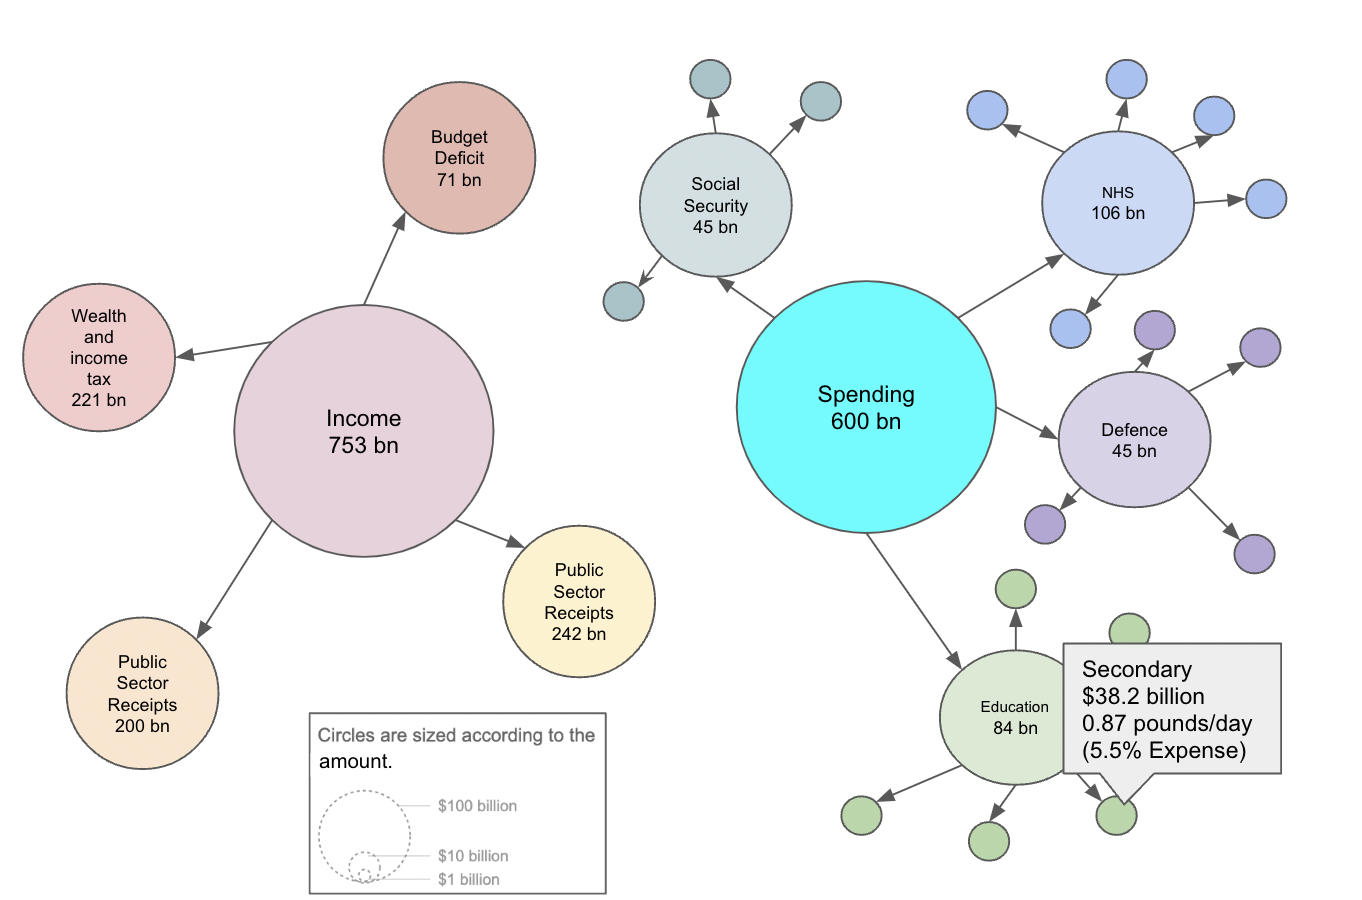 Budget
Deficit
71 bn
Wealth
and
income
tax
221 bn
Income
753 bn
Public
Sector
Receipts
242 bn
Public
Sector
Receipts
200 bn
Circles are sized according to the
amount.
$100 billion
$10 billion
$1 billion
Social
Security
45 bn
NHS
106 bn
Spending
600 bn
Defence
45 bn
Education
84 bn
Secondary
$38.2 billion
0.87 pounds/day
(5.5% Expense)